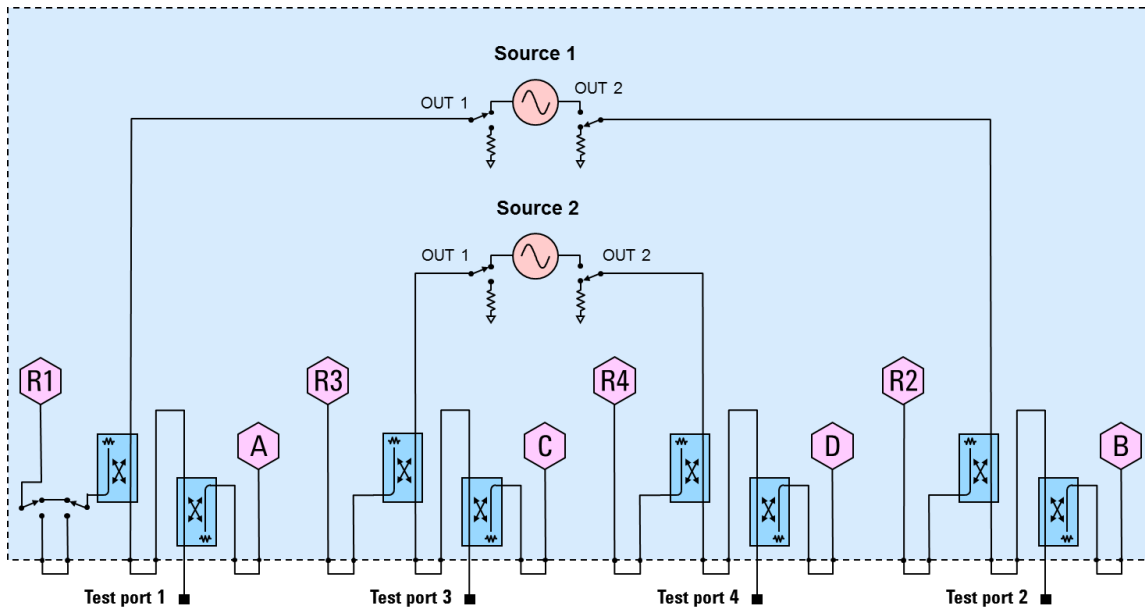 Source 1
OUT 1
OUT 2
Source 2
OUT 1
OUT 2
R1
R3
R4
R2
A
C
D
B
Test port 1
Test port 3
Test port 4
Test port 2